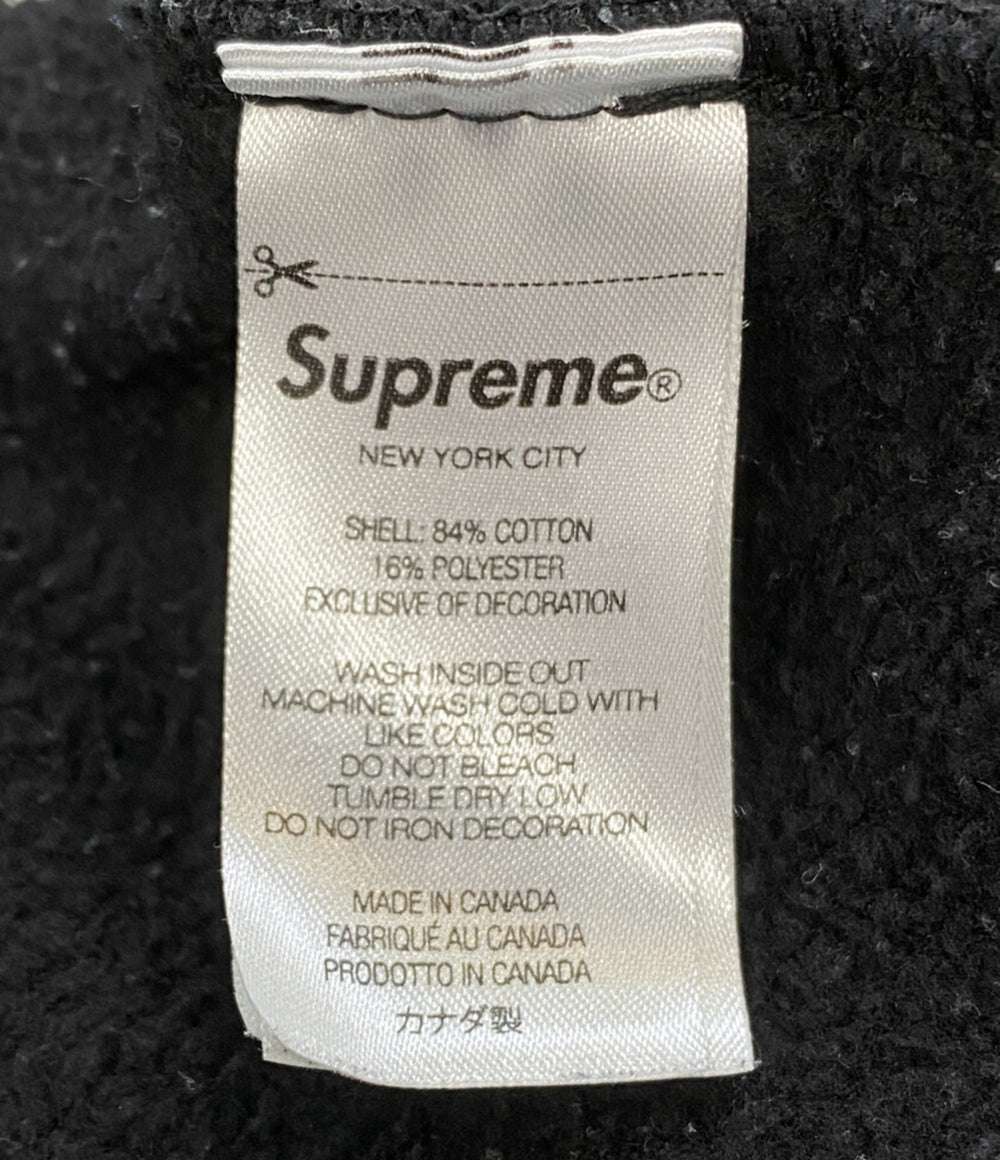 Supreme®
NEW YORK CITY
SHELL: 84% COTTON
16% POLYESTER
EXCLUSIVE OF DECORATION
WASH INSIDE OUT
MACHINE WASH COLD WITH
LIKE COLORS
DO NOT BLEACH
TUMBLE DRY LOW
DO NOT IRON DECORATION
MADE IN CANADA
FABRIQUÉ AU CANADA
PRODOTTO IN CANADA
カナダ製